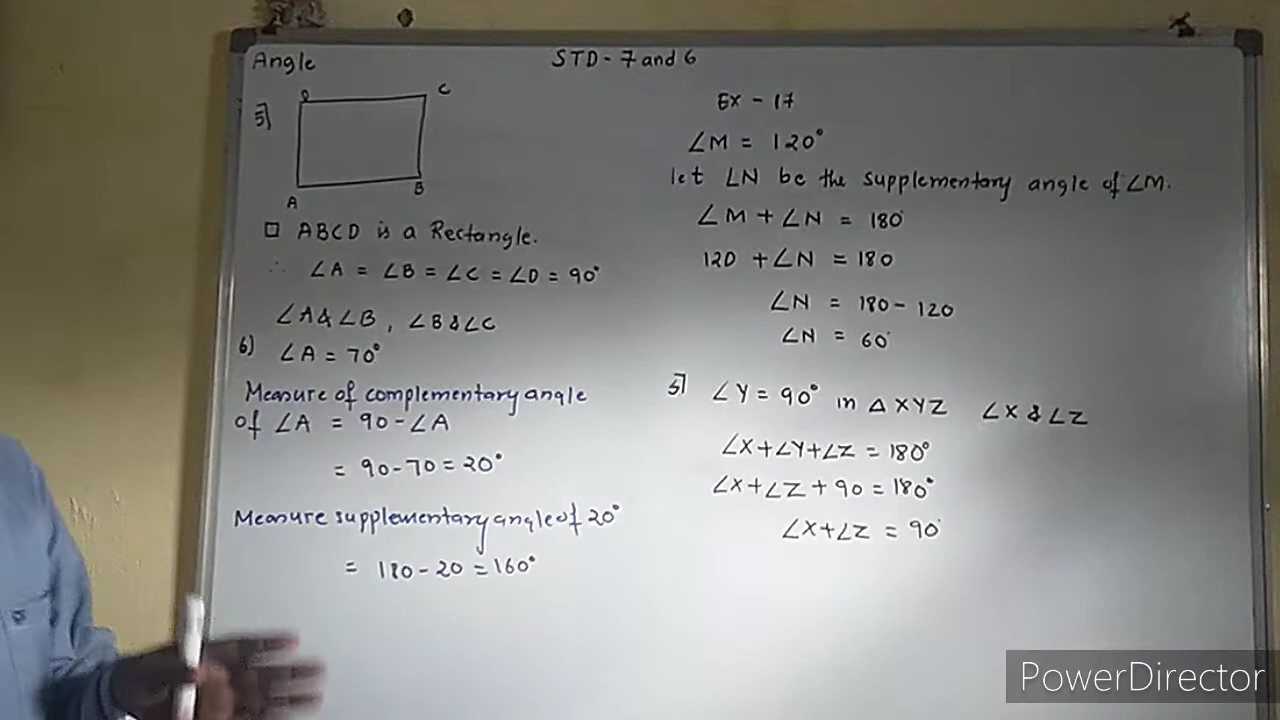 Angle
STD - 7 and 6
5]
D
C
A
B
□ ABCD is a Rectangle.
∴ ∠A = ∠B = ∠C = ∠D = 90°
∠A & ∠B , ∠B & ∠C
6) ∠A = 70°
Measure of complementary angle
of ∠A = 90 - ∠A
= 90 - 70 = 20°
Measure supplementary angle of 20°
= 180 - 20 = 160°
EX - 17
∠M = 120°
let ∠N be the supplementary angle of ∠M.
∠M + ∠N = 180°
120 + ∠N = 180
∠N = 180 - 120
∠N = 60°
5] ∠Y = 90° in △XYZ ∠X & ∠Z
∠X + ∠Y + ∠Z = 180°
∠X + ∠Z + 90 = 180°
∠X + ∠Z = 90°
PowerDirector